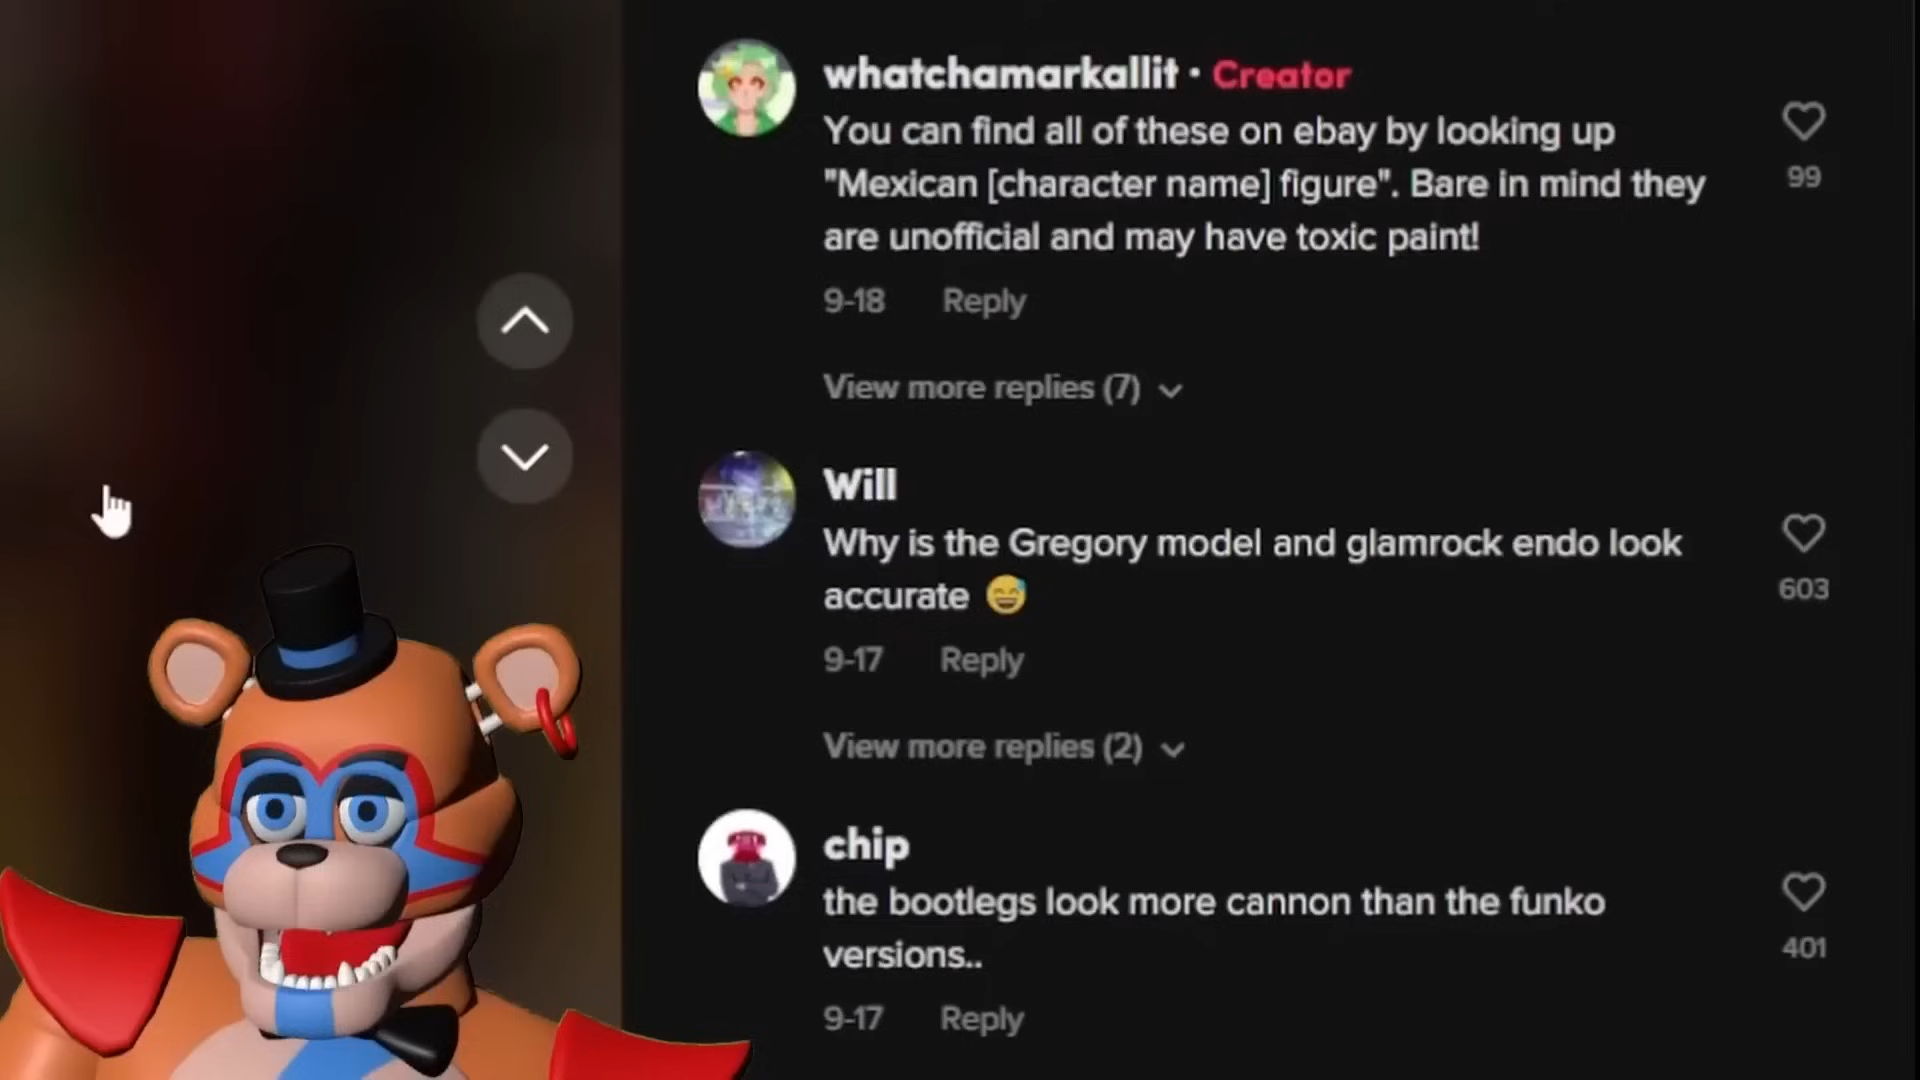 whatchamarkallit · Creator
You can find all of these on ebay by looking up
"Mexican [character name] figure". Bare in mind they
are unofficial and may have toxic paint!
99
9-18 Reply
View more replies (7)
Will
Why is the Gregory model and glamrock endo look
accurate 😅
603
9-17 Reply
View more replies (2)
chip
the bootlegs look more cannon than the funko
versions..
401
9-17 Reply